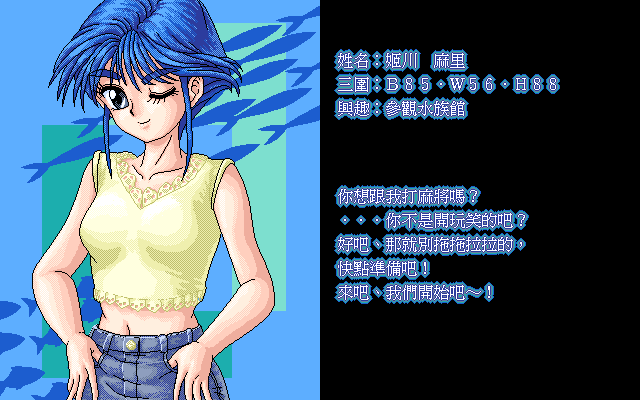 姓名：姬川　麻里
三圍：Ｂ８５・Ｗ５６・Ｈ８８
興趣：參觀水族館
你想跟我打麻將嗎？
・・・你不是開玩笑的吧？
好吧、那就別拖拖拉拉的，
快點準備吧！
來吧、我們開始吧～！